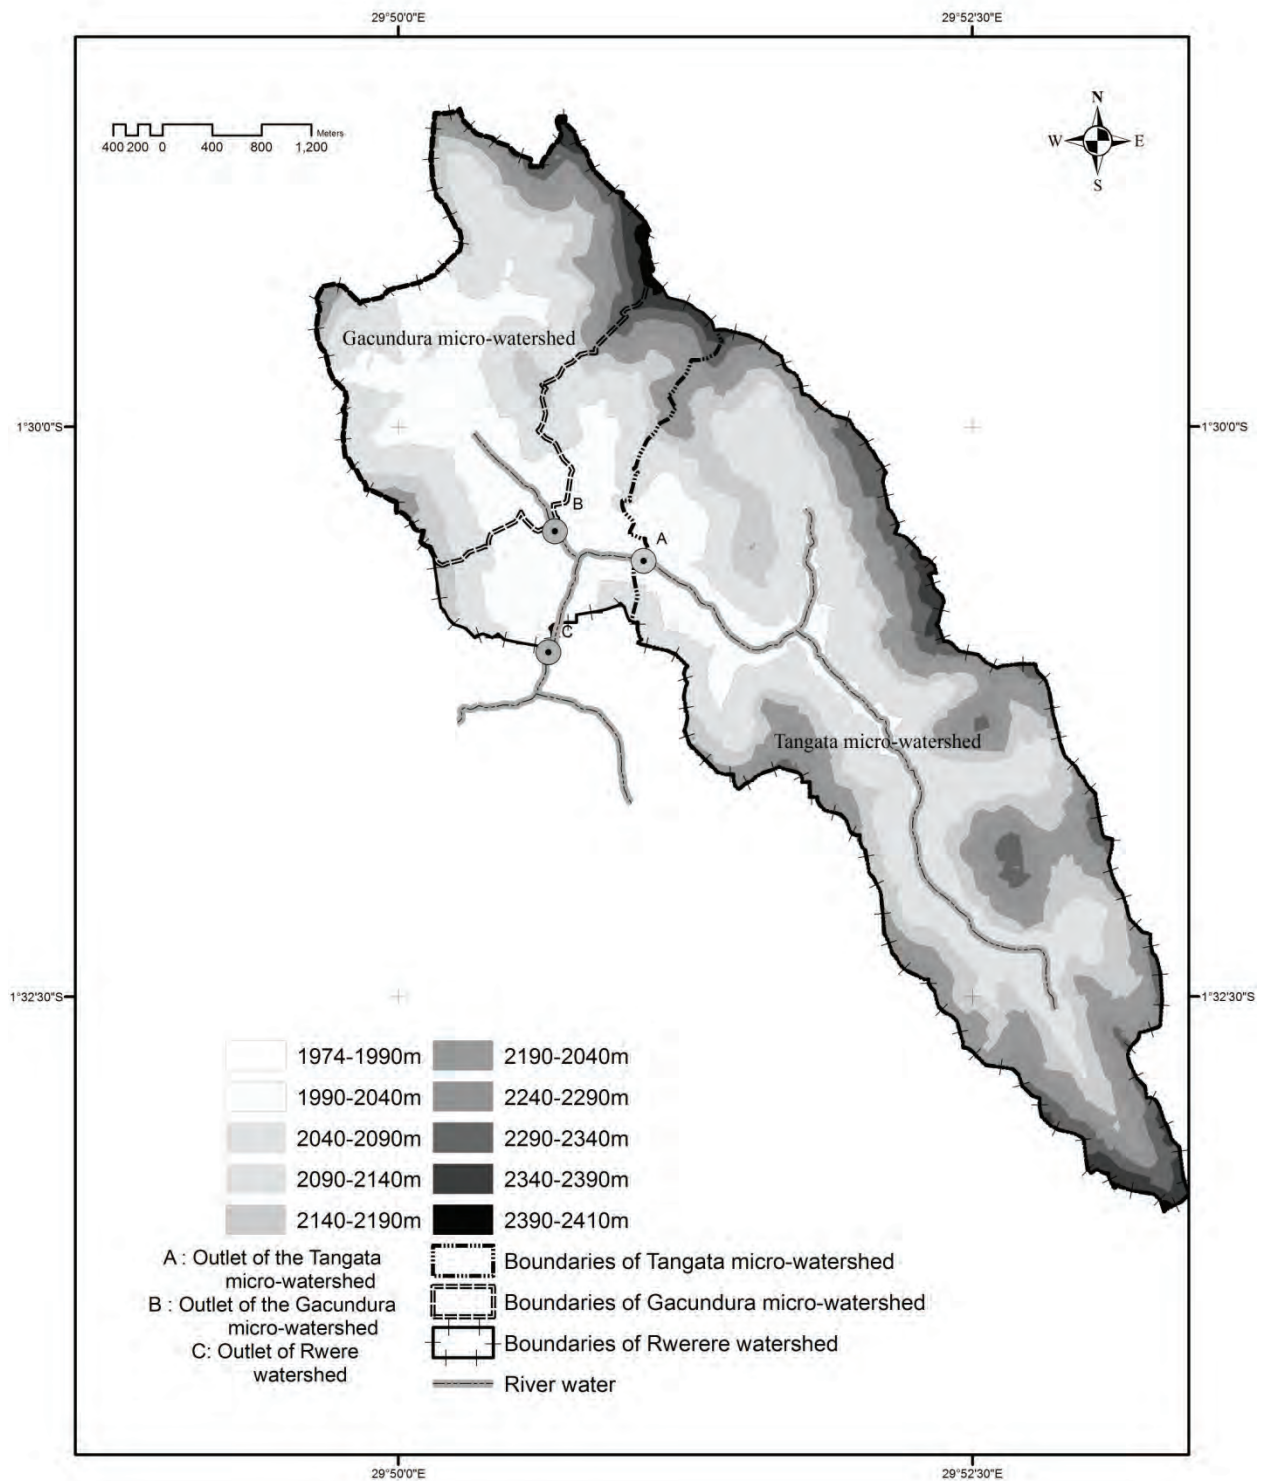 29°50'0"E
29°52'30"E
N
W
E
S
Meters
400 200 0 400 800 1,200
Gacundura micro-watershed
1°30'0"S
1°30'0"S
B
A
C
Tangata micro-watershed
1°32'30"S
1°32'30"S
1974-1990m
1990-2040m
2040-2090m
2090-2140m
2140-2190m
2190-2040m
2240-2290m
2290-2340m
2340-2390m
2390-2410m
A : Outlet of the Tangata
micro-watershed
B : Outlet of the Gacundura
micro-watershed
C: Outlet of Rwere
watershed
Boundaries of Tangata micro-watershed
Boundaries of Gacundura micro-watershed
Boundaries of Rwerere watershed
River water
29°50'0"E
29°52'30"E